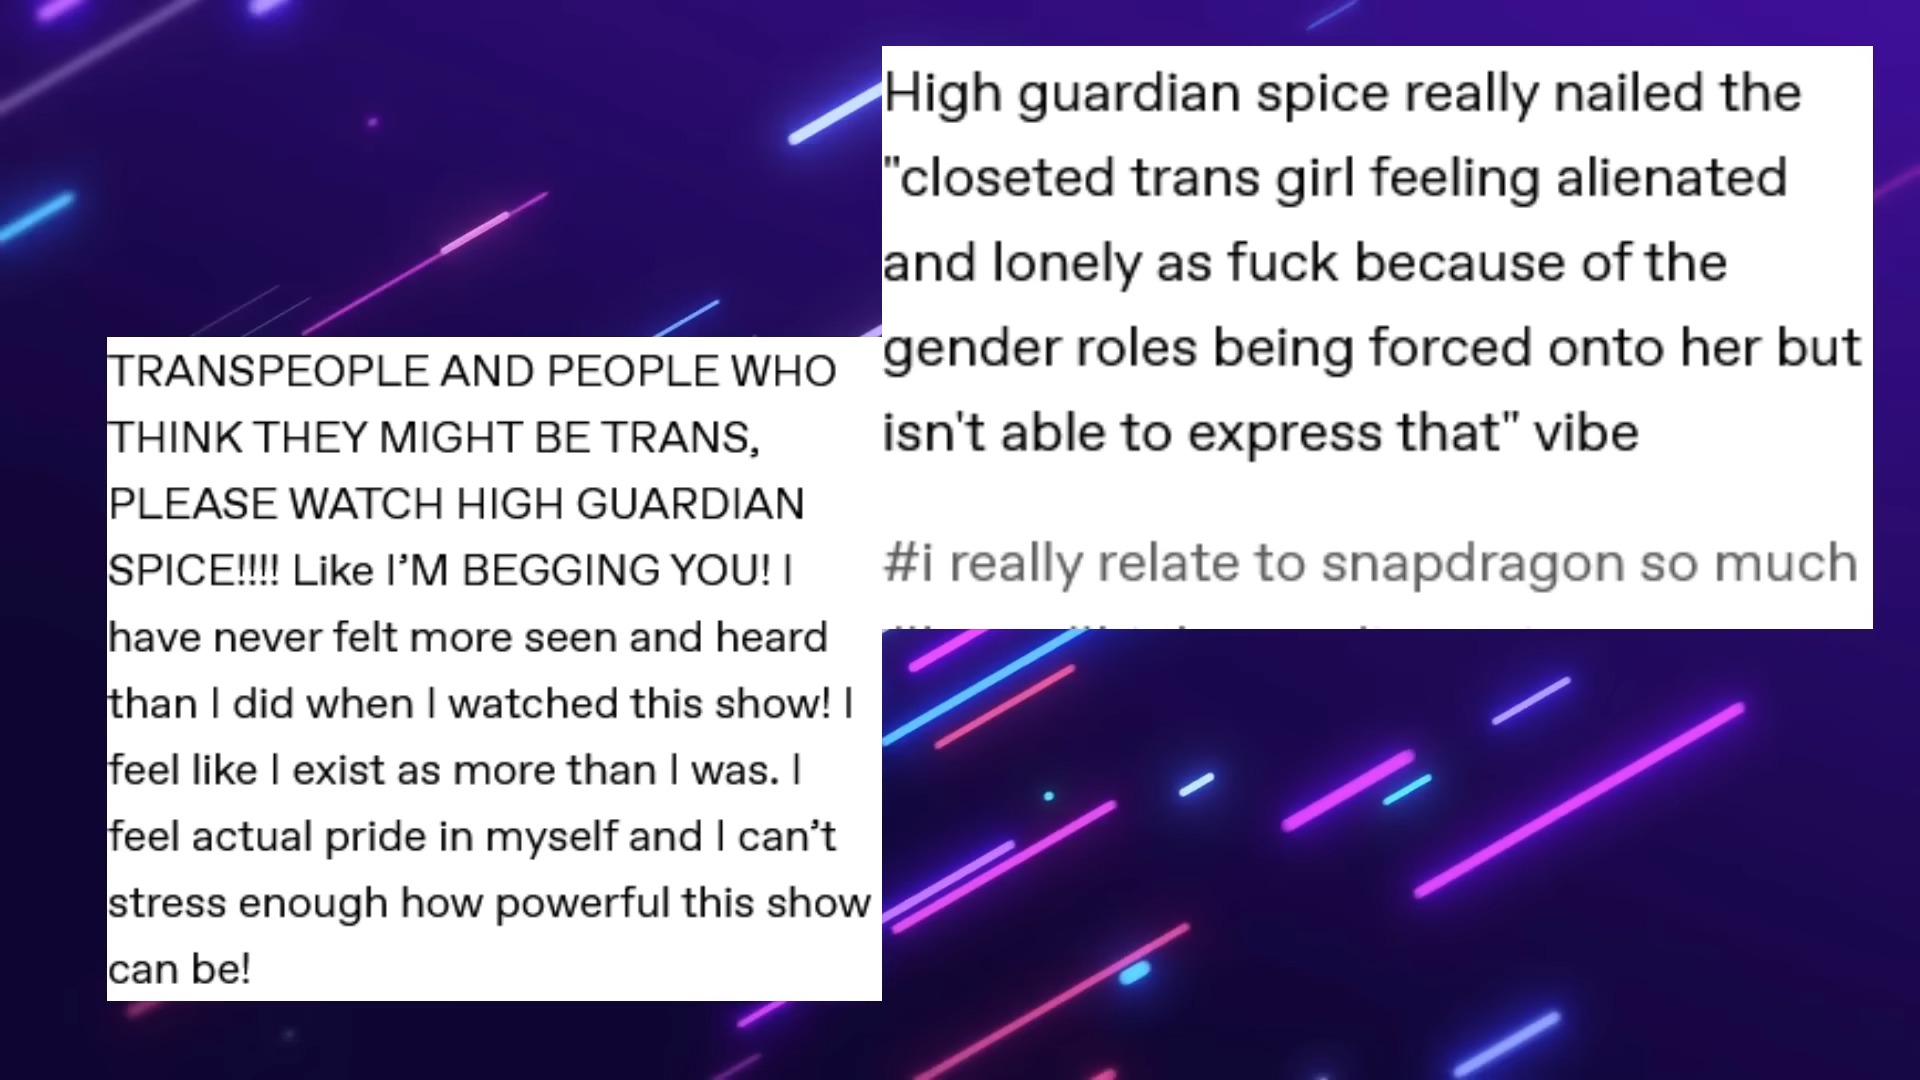 High guardian spice really nailed the
"closeted trans girl feeling alienated
and lonely as fuck because of the
gender roles being forced onto her but
isn't able to express that" vibe
#i really relate to snapdragon so much
TRANSPEOPLE AND PEOPLE WHO
THINK THEY MIGHT BE TRANS,
PLEASE WATCH HIGH GUARDIAN
SPICE!!!! Like I’M BEGGING YOU! I
have never felt more seen and heard
than I did when I watched this show! I
feel like I exist as more than I was. I
feel actual pride in myself and I can’t
stress enough how powerful this show
can be!